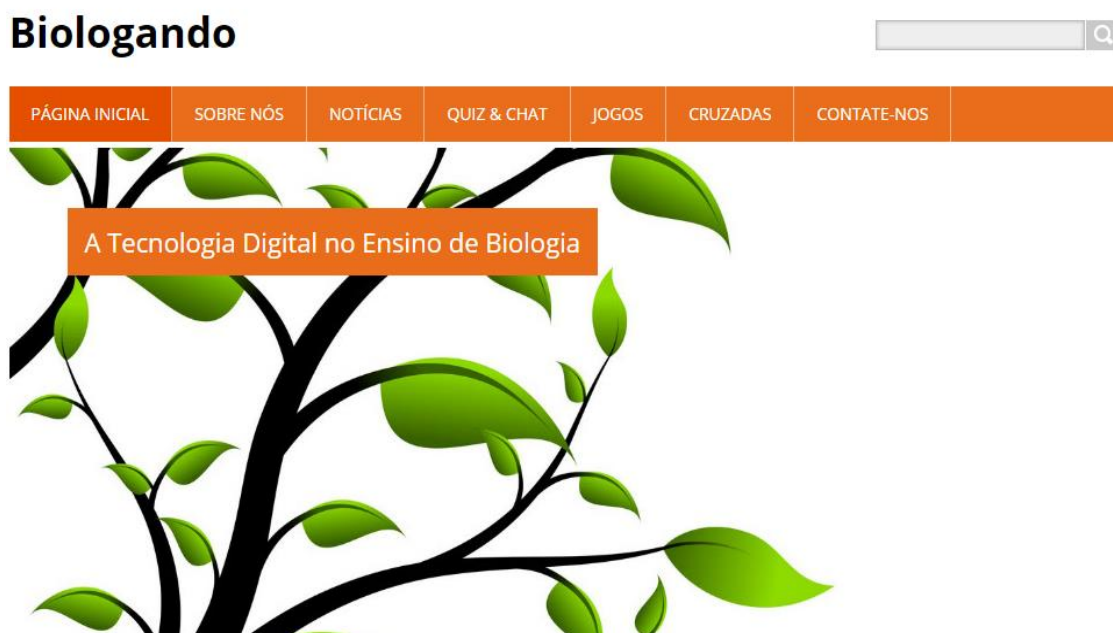 Biologando
PÁGINA INICIAL SOBRE NÓS NOTÍCIAS QUIZ & CHAT JOGOS CRUZADAS CONTATE-NOS
A Tecnologia Digital no Ensino de Biologia